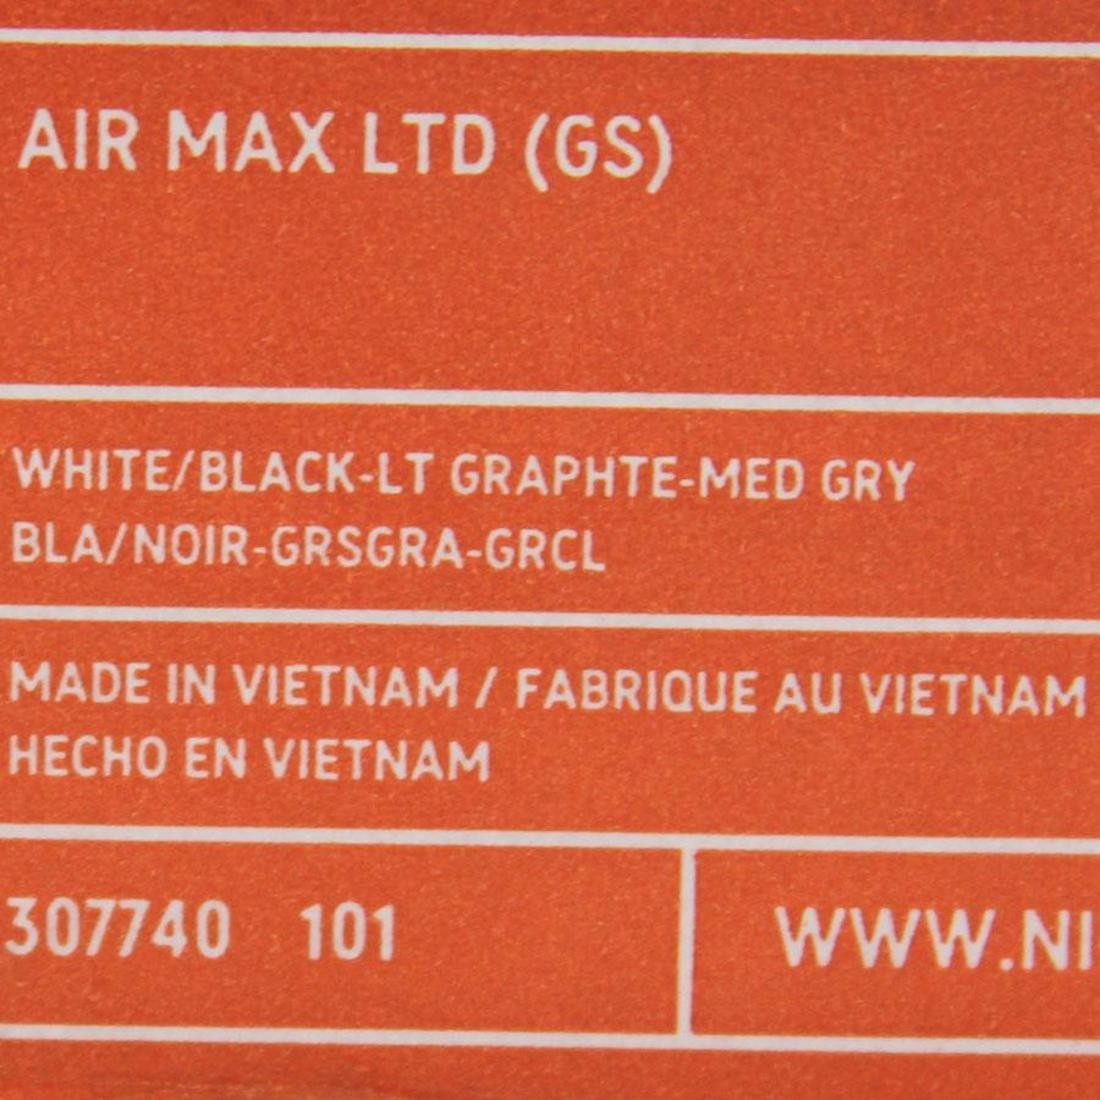 AIR MAX LTD (GS)
WHITE/BLACK-LT GRAPHTE-MED GRY
BLA/NOIR-GRSGRA-GRCL
MADE IN VIETNAM / FABRIQUE AU VIETNAM
HECHO EN VIETNAM
307740 101
WWW.NI